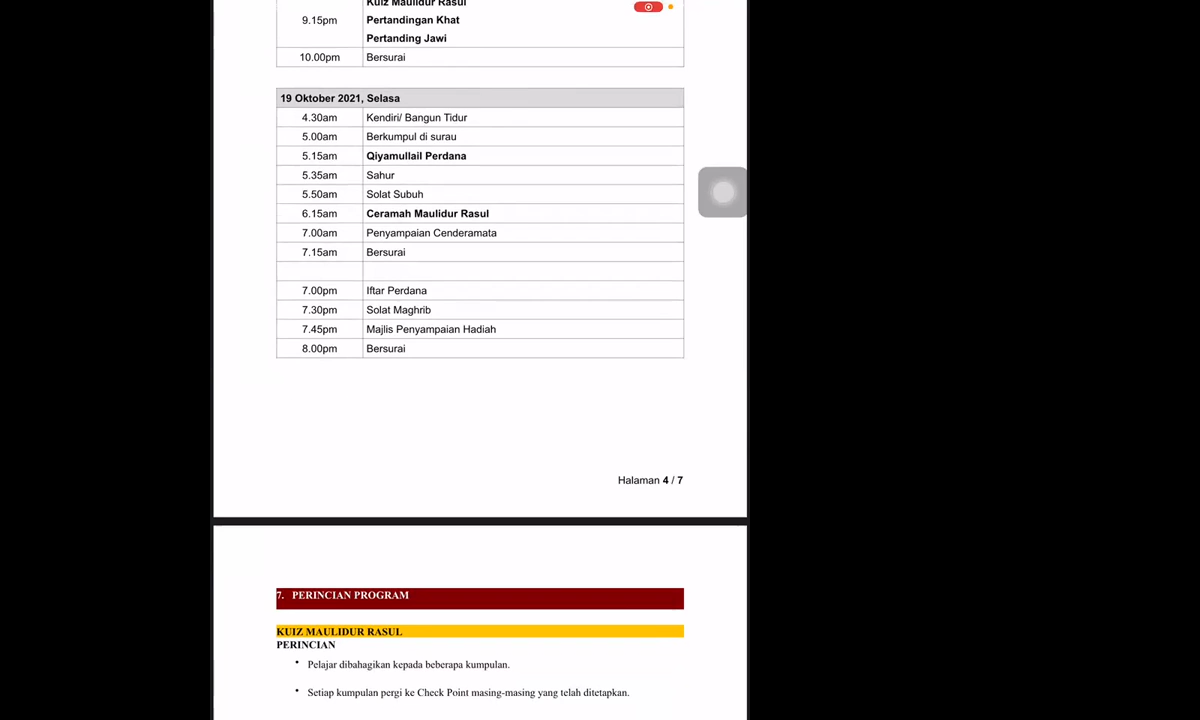 Kuiz Maulidur Rasul
9.15pm Pertandingan Khat
Pertanding Jawi
10.00pm Bersurai
19 Oktober 2021, Selasa
4.30am Kendiri/ Bangun Tidur
5.00am Berkumpul di surau
5.15am Qiyamullail Perdana
5.35am Sahur
5.50am Solat Subuh
6.15am Ceramah Maulidur Rasul
7.00am Penyampaian Cenderamata
7.15am Bersurai
7.00pm Iftar Perdana
7.30pm Solat Maghrib
7.45pm Majlis Penyampaian Hadiah
8.00pm Bersurai
Halaman 4 / 7
7. PERINCIAN PROGRAM
KUIZ MAULIDUR RASUL
PERINCIAN
• Pelajar dibahagikan kepada beberapa kumpulan.
• Setiap kumpulan pergi ke Check Point masing-masing yang telah ditetapkan.